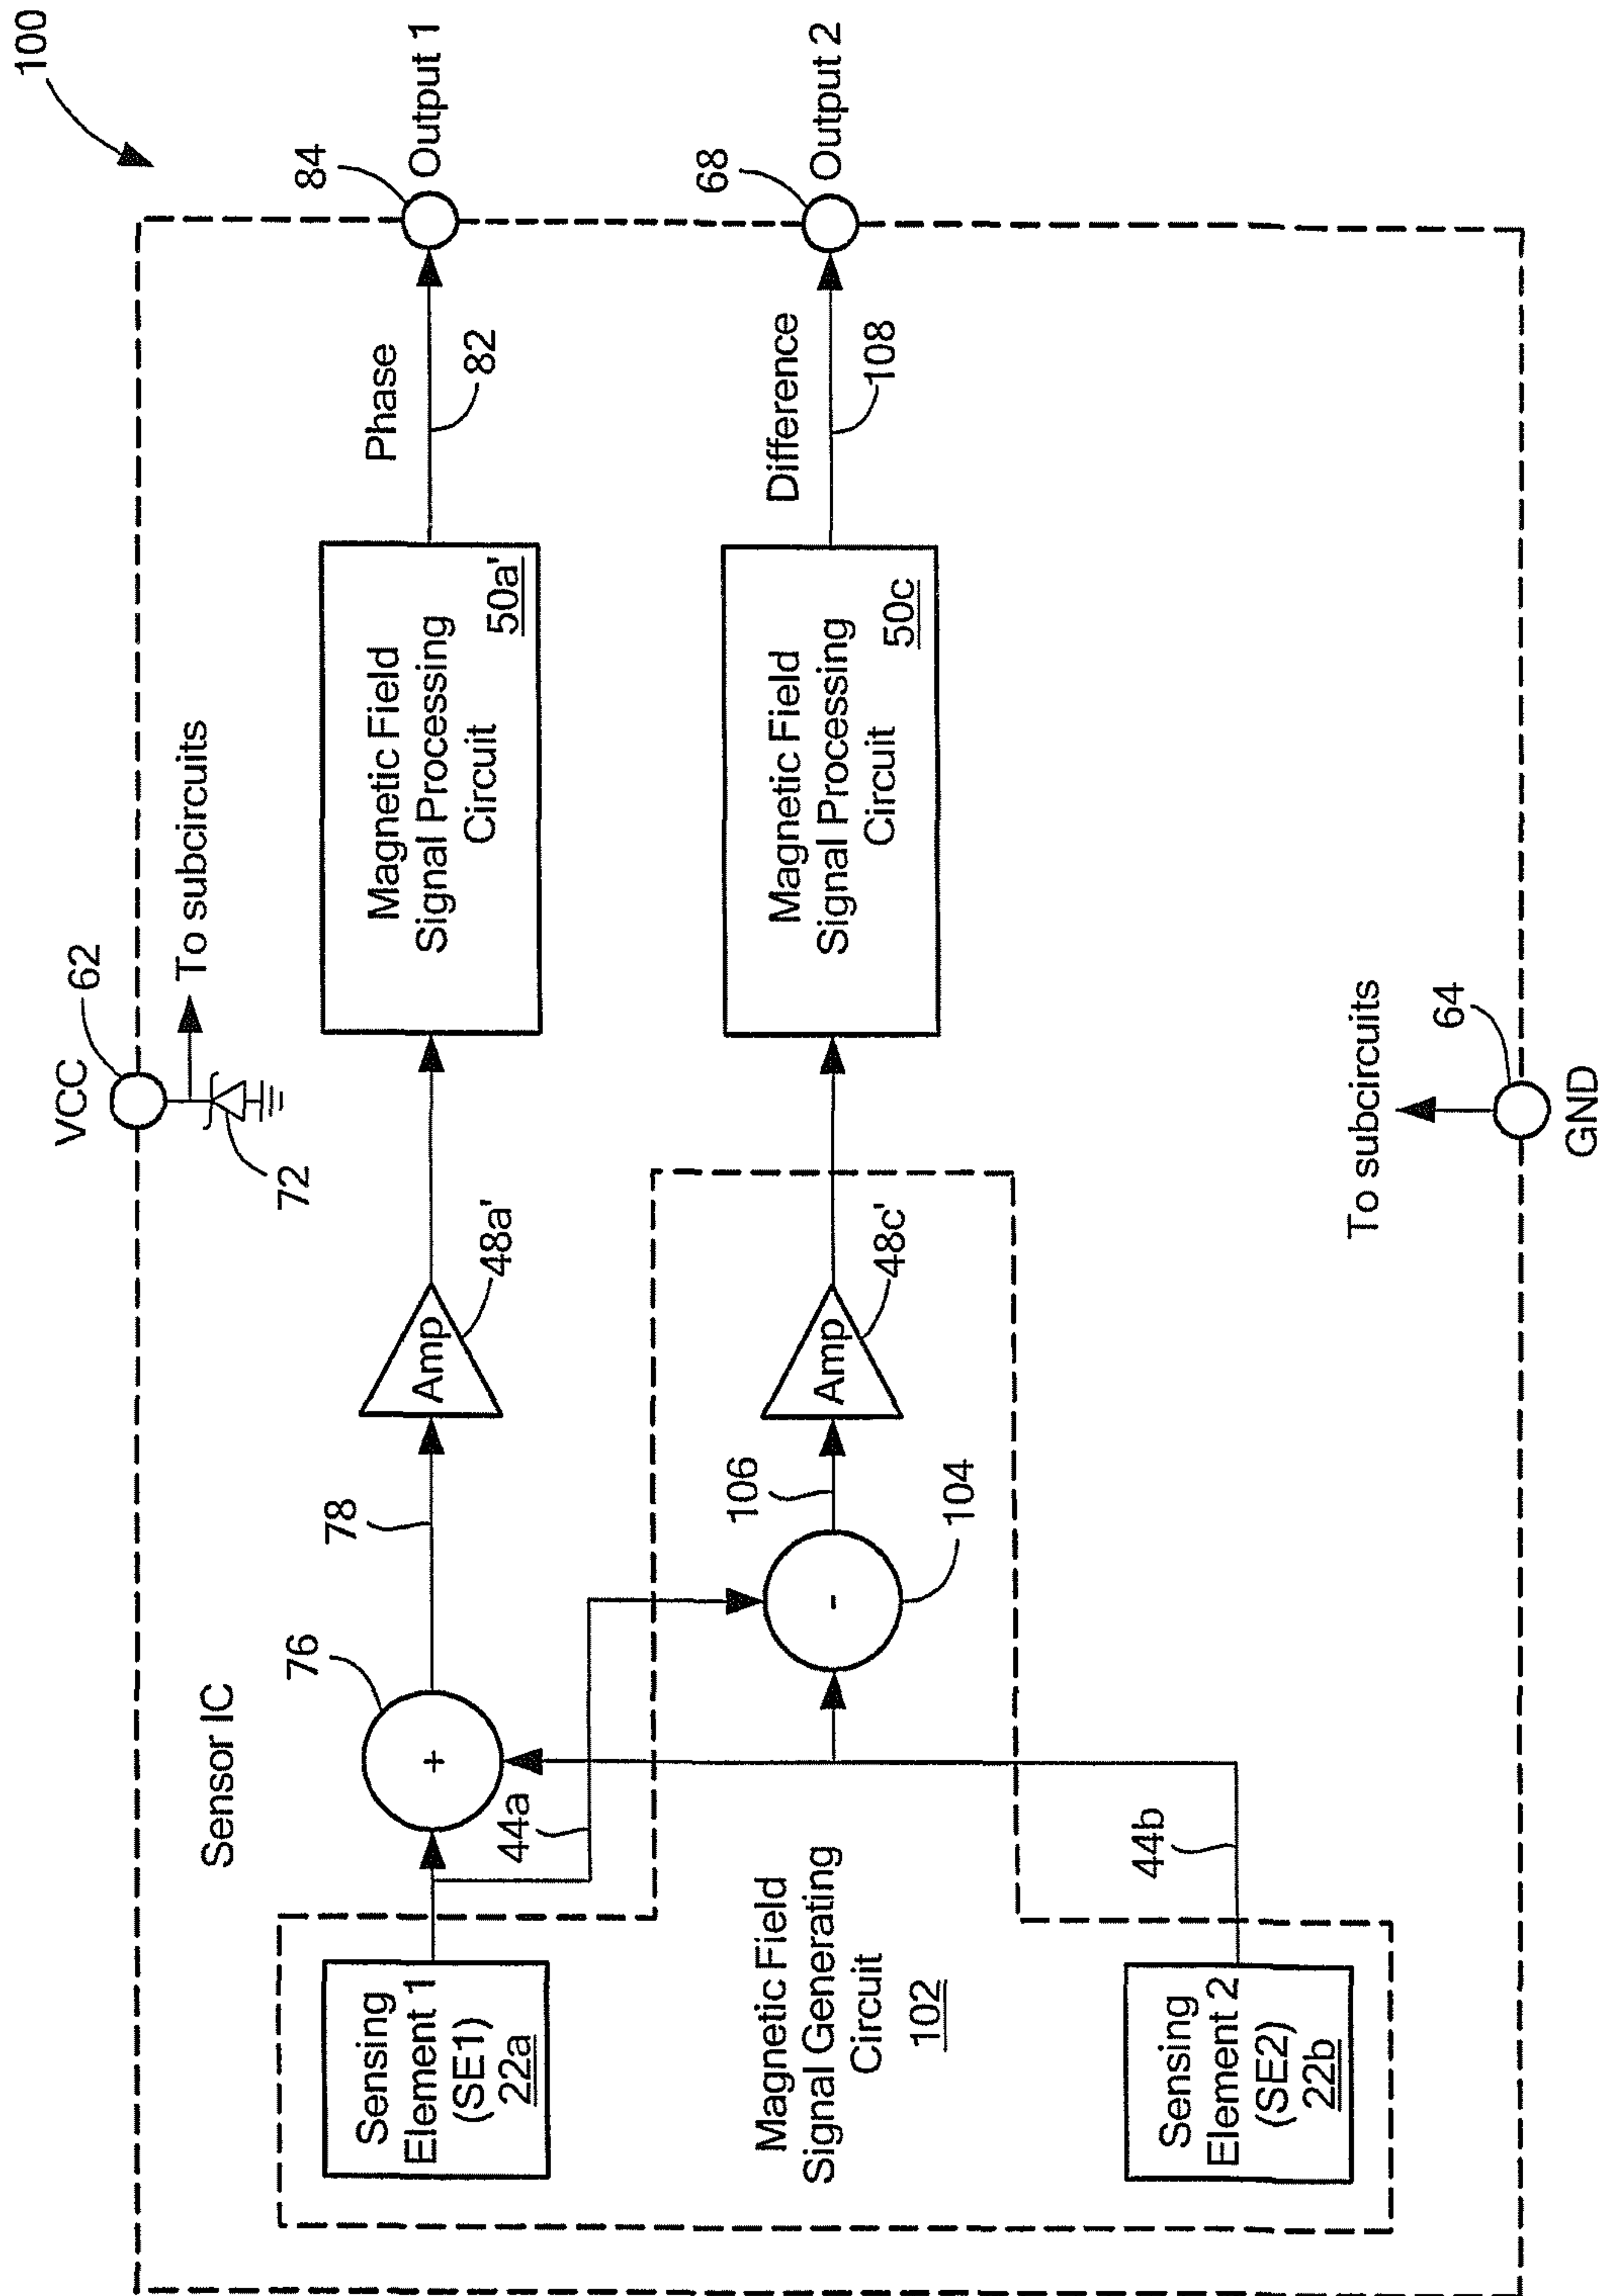 100
VCC
62
To subcircuits
72
Sensor IC
Sensing
Element 1
(SE1)
22a
44a
76
+
78
Amp
48a'
Magnetic Field
Signal Processing
Circuit
50a'
Phase
82
84
Output 1
Magnetic Field
Signal Generating
Circuit
102
-
104
106
Amp
48c'
Magnetic Field
Signal Processing
Circuit
50c
Difference
108
68
Output 2
Sensing
Element 2
(SE2)
22b
44b
To subcircuits
64
GND